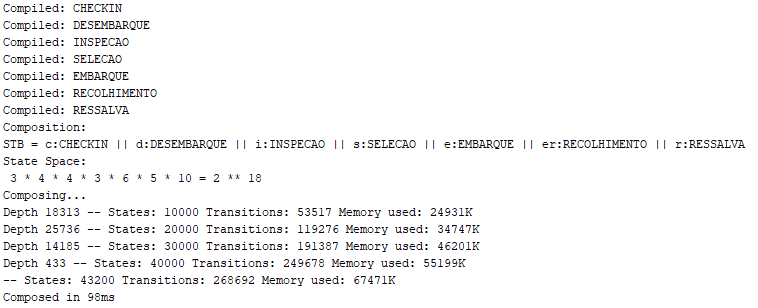 Compiled: CHECKIN
Compiled: DESEMBARQUE
Compiled: INSPECAO
Compiled: SELECAO
Compiled: EMBARQUE
Compiled: RECOLHIMENTO
Compiled: RESSALVA
Composition:
STB = c:CHECKIN || d:DESEMBARQUE || i:INSPECAO || s:SELECAO || e:EMBARQUE || er:RECOLHIMENTO || r:RESSALVA
State Space:
3 * 4 * 4 * 3 * 6 * 5 * 10 = 2 ** 18
Composing...
Depth 18313 -- States: 10000 Transitions: 53517 Memory used: 24931K
Depth 25736 -- States: 20000 Transitions: 119276 Memory used: 34747K
Depth 14185 -- States: 30000 Transitions: 191387 Memory used: 46201K
Depth 433 -- States: 40000 Transitions: 249678 Memory used: 55199K
-- States: 43200 Transitions: 268692 Memory used: 67471K
Composed in 98ms